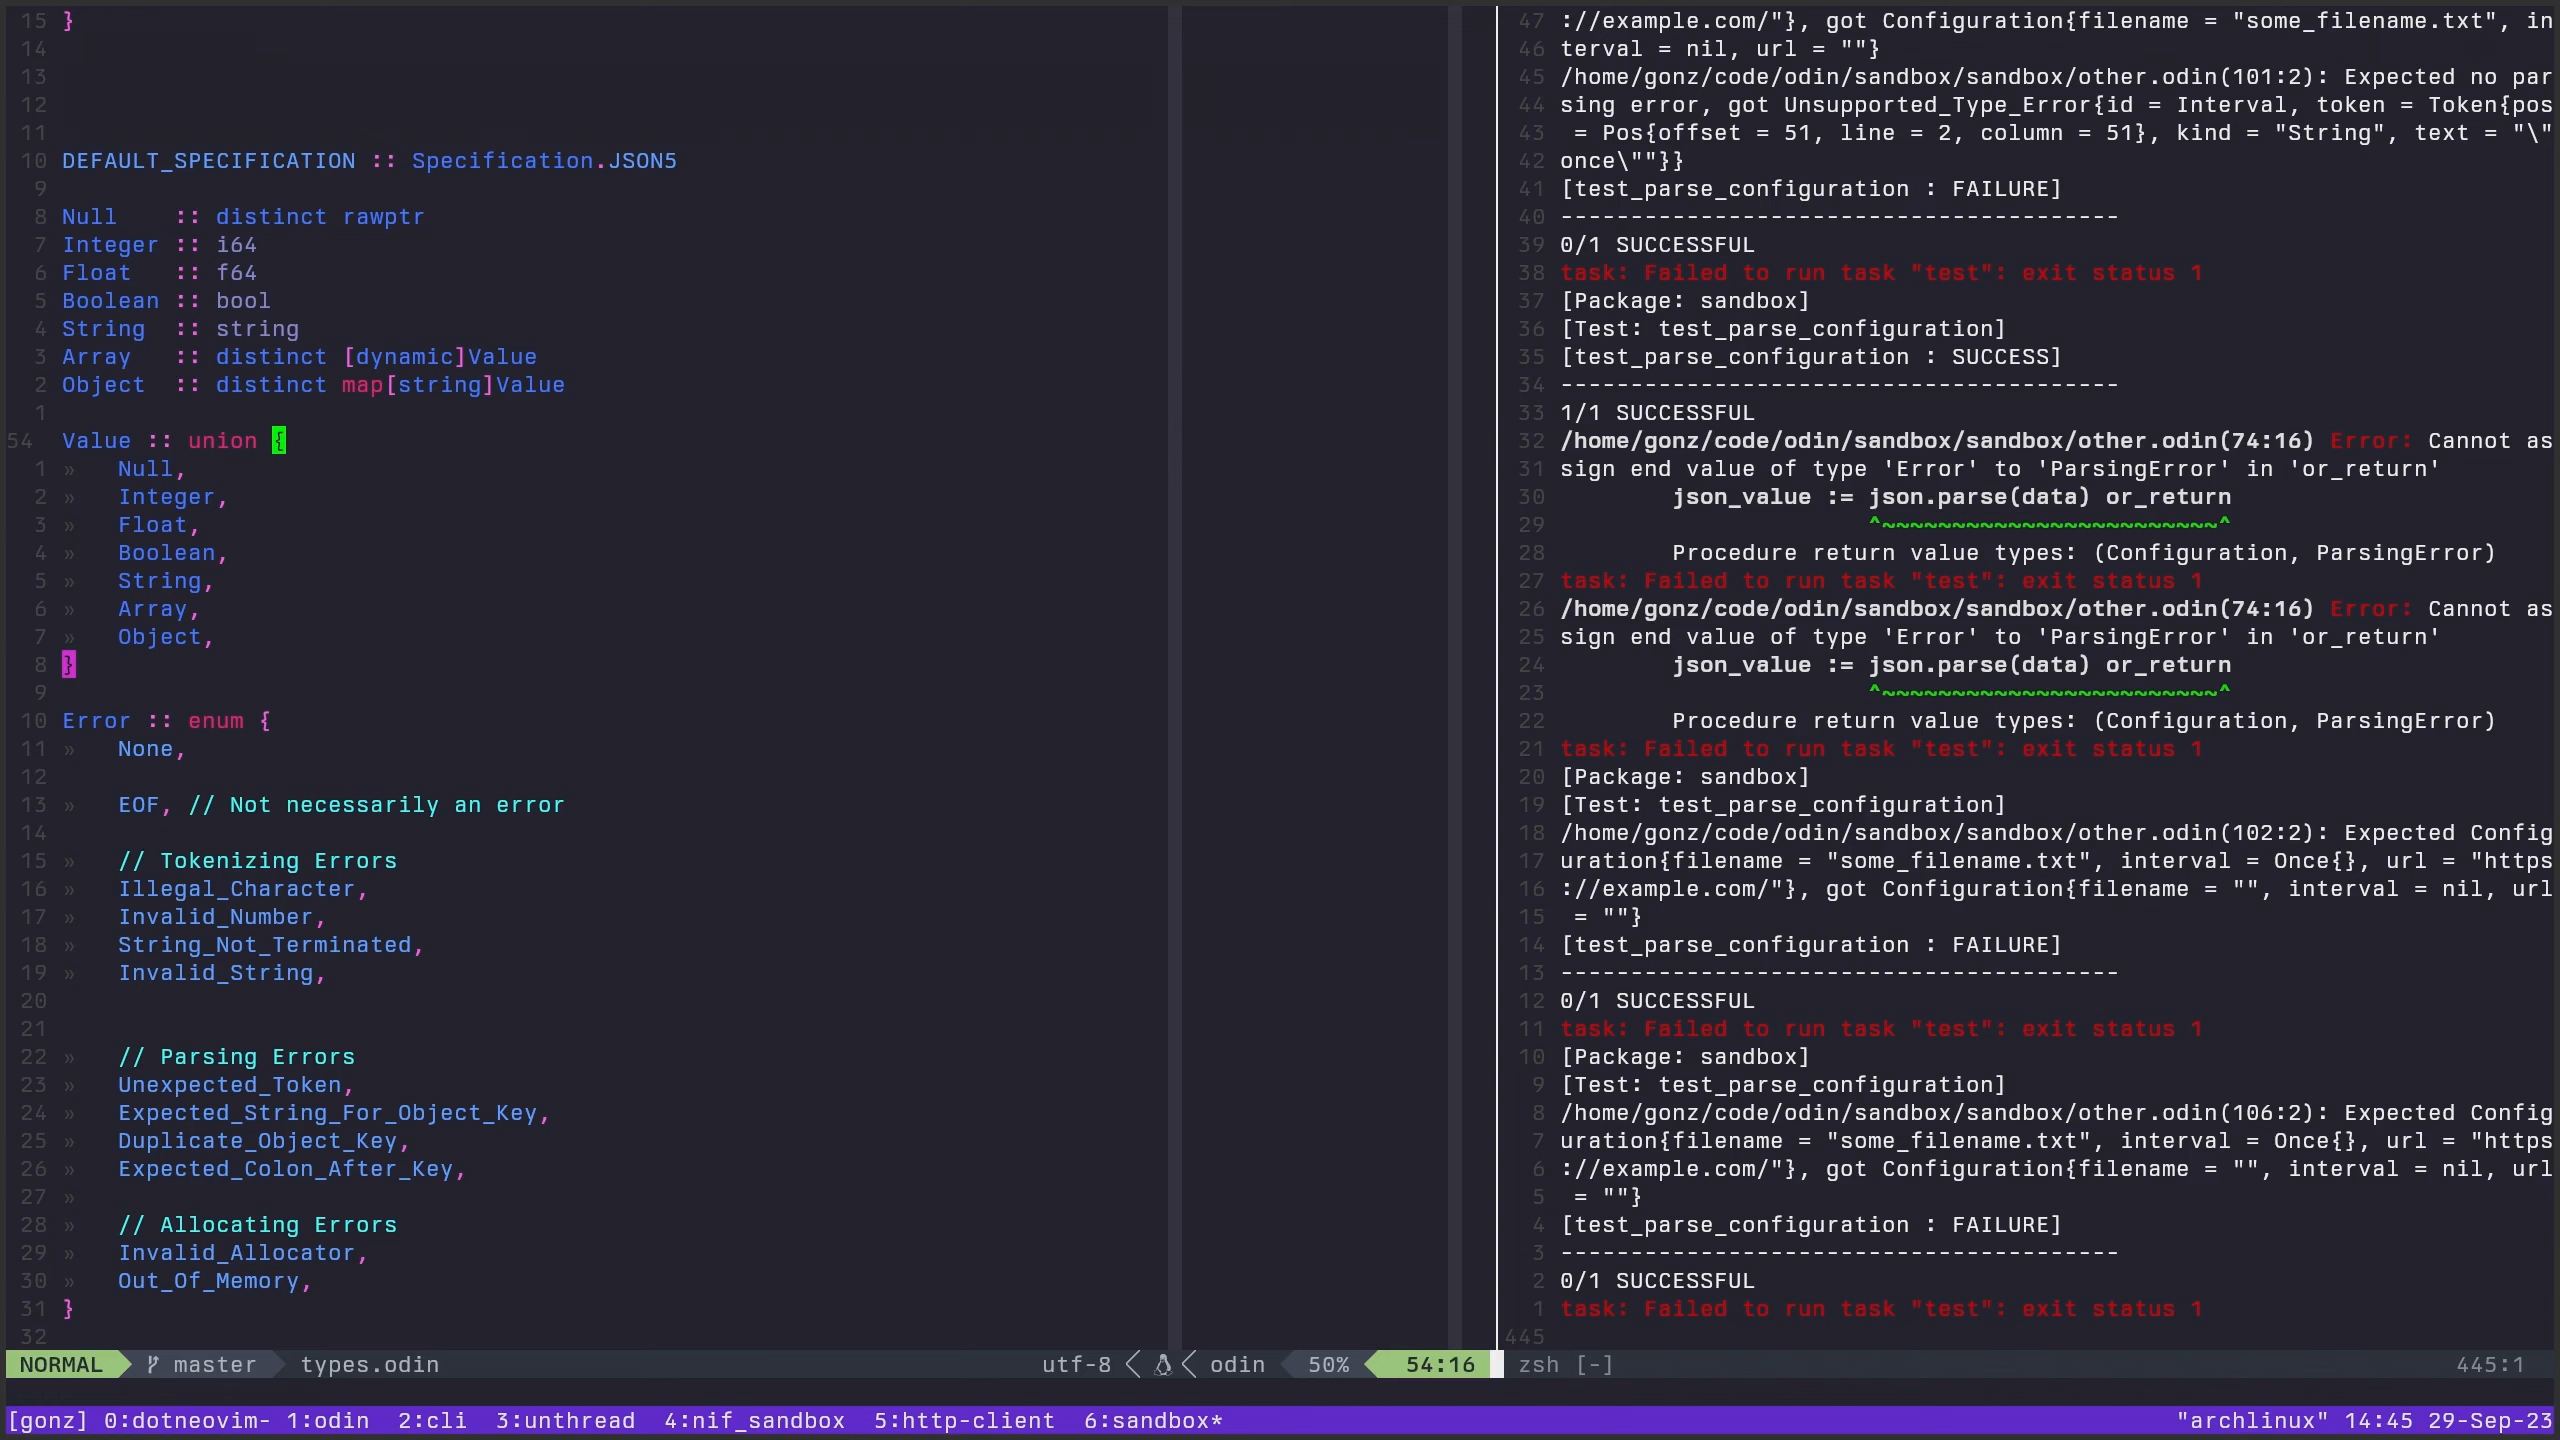 15 }
14
13
12
11
10 DEFAULT_SPECIFICATION :: Specification.JSON5
9
8 Null    :: distinct rawptr
7 Integer :: i64
6 Float   :: f64
5 Boolean :: bool
4 String  :: string
3 Array   :: distinct [dynamic]Value
2 Object  :: distinct map[string]Value
1
54 Value :: union {
1 »   Null,
2 »   Integer,
3 »   Float,
4 »   Boolean,
5 »   String,
6 »   Array,
7 »   Object,
8 }
9
10 Error :: enum {
11 »   None,
12
13 »   EOF, // Not necessarily an error
14
15 »   // Tokenizing Errors
16 »   Illegal_Character,
17 »   Invalid_Number,
18 »   String_Not_Terminated,
19 »   Invalid_String,
20
21
22 »   // Parsing Errors
23 »   Unexpected_Token,
24 »   Expected_String_For_Object_Key,
25 »   Duplicate_Object_Key,
26 »   Expected_Colon_After_Key,
27 »
28 »   // Allocating Errors
29 »   Invalid_Allocator,
30 »   Out_Of_Memory,
31 }
32
47 ://example.com/"}, got Configuration{filename = "some_filename.txt", in
46 terval = nil, url = ""}
45 /home/gonz/code/odin/sandbox/sandbox/other.odin(101:2): Expected no par
44 sing error, got Unsupported_Type_Error{id = Interval, token = Token{pos
43  = Pos{offset = 51, line = 2, column = 51}, kind = "String", text = "\"
42 once\""}}
41 [test_parse_configuration : FAILURE]
40 ----------------------------------------
39 0/1 SUCCESSFUL
38 task: Failed to run task "test": exit status 1
37 [Package: sandbox]
36 [Test: test_parse_configuration]
35 [test_parse_configuration : SUCCESS]
34 ----------------------------------------
33 1/1 SUCCESSFUL
32 /home/gonz/code/odin/sandbox/sandbox/other.odin(74:16) Error: Cannot as
31 sign end value of type 'Error' to 'ParsingError' in 'or_return'
30         json_value := json.parse(data) or_return
29                       ^~~~~~~~~~~~~~~~~~~~~~~~~^
28         Procedure return value types: (Configuration, ParsingError)
27 task: Failed to run task "test": exit status 1
26 /home/gonz/code/odin/sandbox/sandbox/other.odin(74:16) Error: Cannot as
25 sign end value of type 'Error' to 'ParsingError' in 'or_return'
24         json_value := json.parse(data) or_return
23                       ^~~~~~~~~~~~~~~~~~~~~~~~~^
22         Procedure return value types: (Configuration, ParsingError)
21 task: Failed to run task "test": exit status 1
20 [Package: sandbox]
19 [Test: test_parse_configuration]
18 /home/gonz/code/odin/sandbox/sandbox/other.odin(102:2): Expected Config
17 uration{filename = "some_filename.txt", interval = Once{}, url = "https
16 ://example.com/"}, got Configuration{filename = "", interval = nil, url
15  = ""}
14 [test_parse_configuration : FAILURE]
13 ----------------------------------------
12 0/1 SUCCESSFUL
11 task: Failed to run task "test": exit status 1
10 [Package: sandbox]
9 [Test: test_parse_configuration]
8 /home/gonz/code/odin/sandbox/sandbox/other.odin(106:2): Expected Config
7 uration{filename = "some_filename.txt", interval = Once{}, url = "https
6 ://example.com/"}, got Configuration{filename = "", interval = nil, url
5  = ""}
4 [test_parse_configuration : FAILURE]
3 ----------------------------------------
2 0/1 SUCCESSFUL
1 task: Failed to run task "test": exit status 1
445
NORMAL master types.odin utf-8 odin 50% 54:16
zsh [-] 445:1
[gonz] 0:dotneovim- 1:odin  2:cli  3:unthread  4:nif_sandbox  5:http-client  6:sandbox* "archlinux" 14:45 29-Sep-23